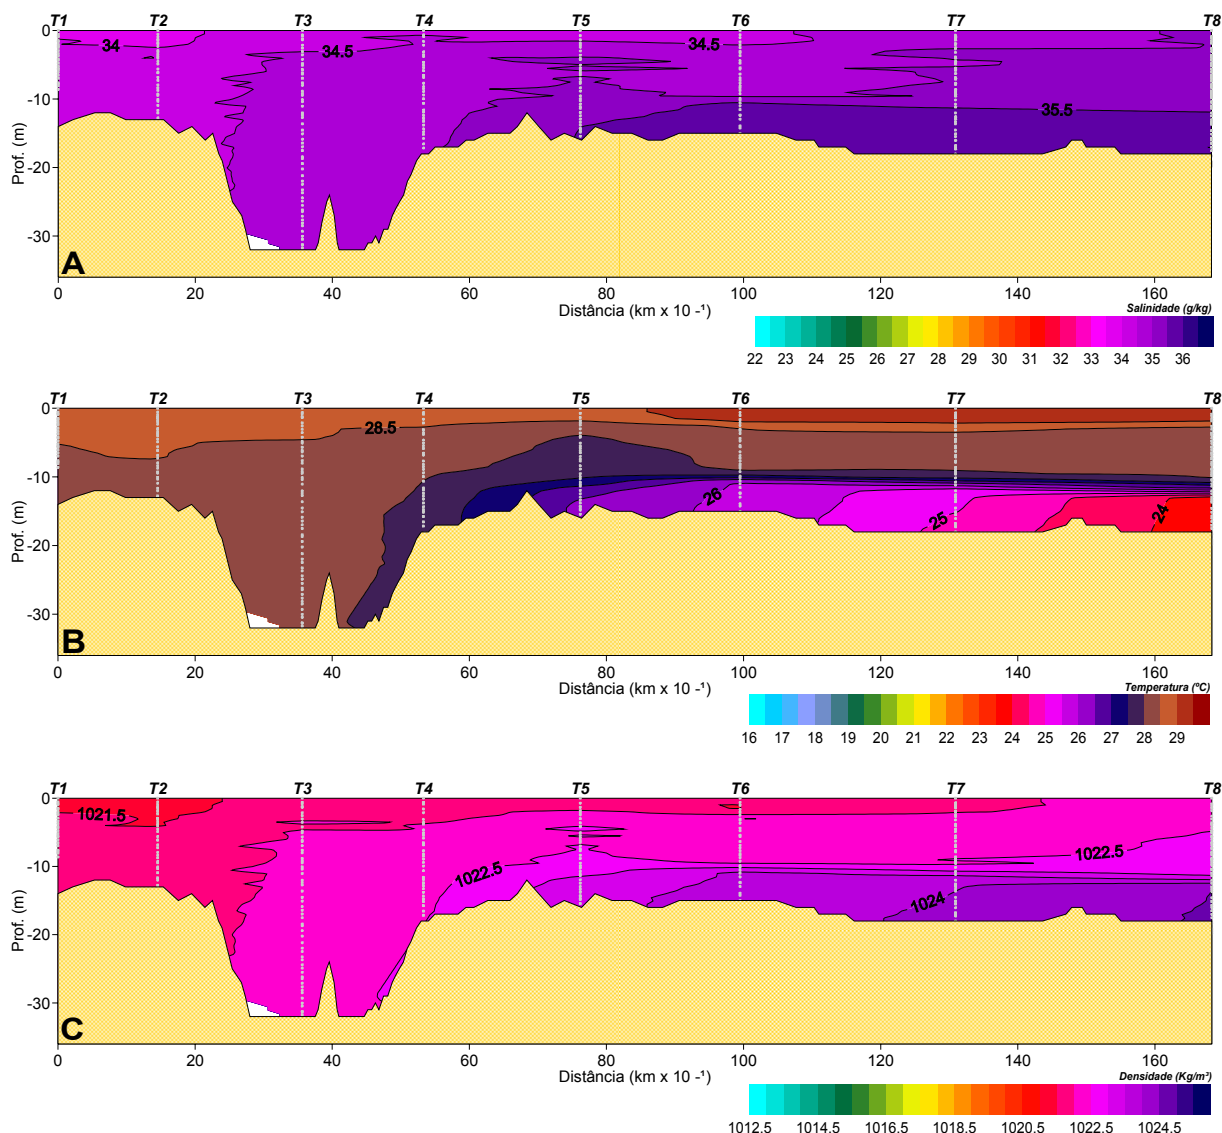 T1 T2 T3 T4 T5 T6 T7 T8
0
34
34.5
34.5
-10
35.5
Prof. (m)
-20
-30
A
0 20 40 60 80 100 120 140 160
Distância (km x 10 -¹)
Salinidade (g/kg)
22 23 24 25 26 27 28 29 30 31 32 33 34 35 36
T1 T2 T3 T4 T5 T6 T7 T8
0
28.5
-10
26
25
24
Prof. (m)
-20
-30
B
0 20 40 60 80 100 120 140 160
Distância (km x 10 -¹)
Temperatura (ºC)
16 17 18 19 20 21 22 23 24 25 26 27 28 29
T1 T2 T3 T4 T5 T6 T7 T8
0
1021.5
-10
1022.5
1022.5
1024
Prof. (m)
-20
-30
C
0 20 40 60 80 100 120 140 160
Distância (km x 10 -¹)
Densidade (Kg/m³)
1012.5 1014.5 1016.5 1018.5 1020.5 1022.5 1024.5